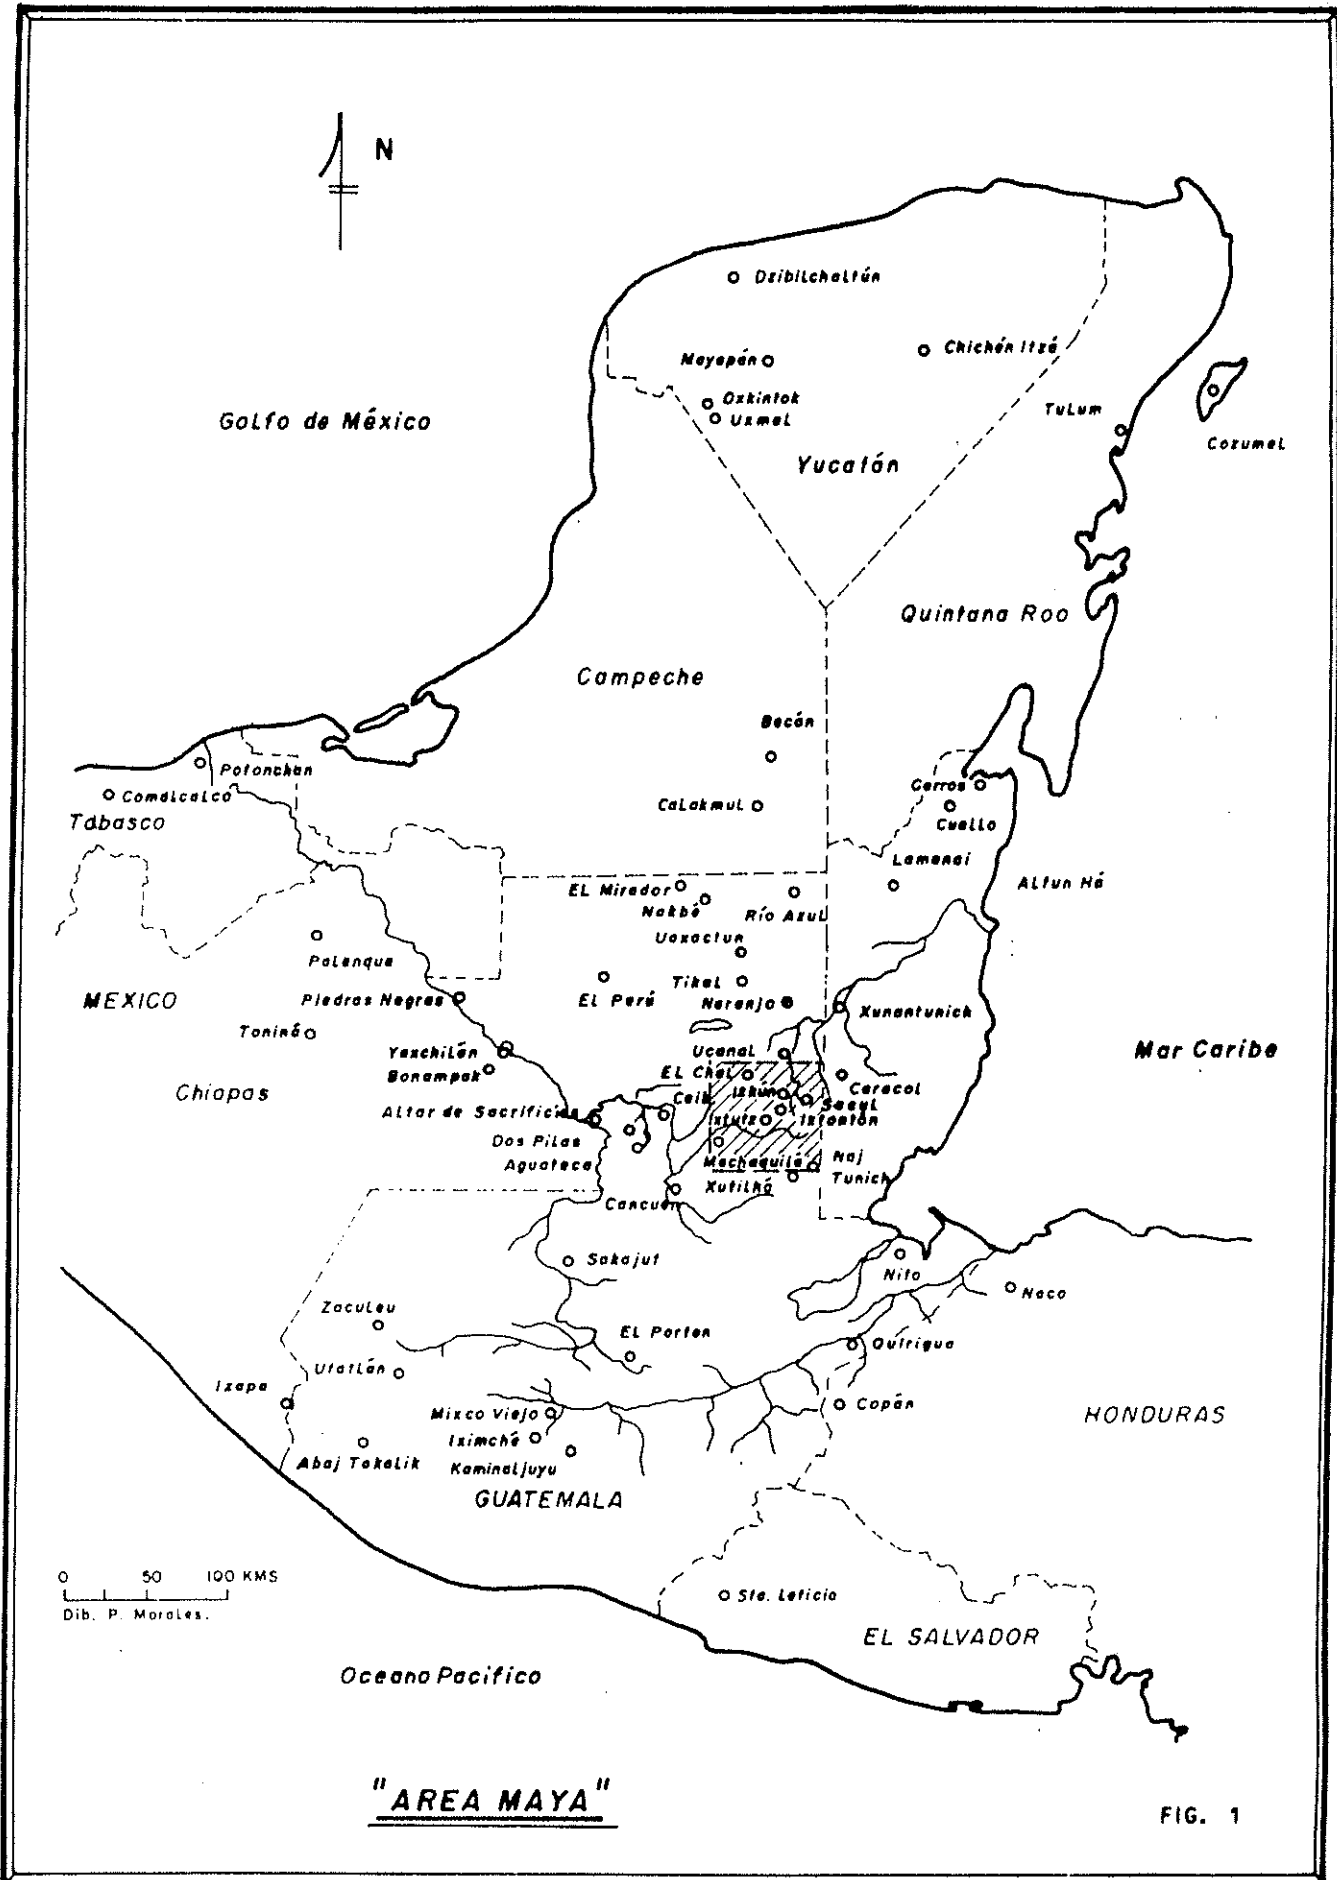 N
Dzibilchaltún
Mayapán
Chichén Itzá
Oxkintok
Uxmal
Golfo de México
Tulum
Cozumel
Yucatán
Quintana Roo
Campeche
Becán
Potonchan
Comalcalco
Calakmul
Cerros
Cuello
Tabasco
Lamanai
Altun Há
El Mirador
Nakbé
Río Azul
Uaxactun
Palenque
Tikal
MEXICO
Piedras Negras
El Perú
Naranjo
Xunantunich
Toniná
Yaxchilán
Ucanal
Mar Caribe
Bonampak
El Chal
Caracol
Chiapas
Ceib
Ixkún
Sacul
Altar de Sacrificios
Ixtutz
Ixtontón
Dos Pilas
Aguateca
Machaquilá
Naj
Tunich
Xutilhá
Cancuén
Sakajut
Nito
Naco
Zaculeu
El Porton
Quirigua
Utatlán
Izapa
Copán
Mixco Viejo
HONDURAS
Iximché
Abaj Takalik
Kaminaljuyu
GUATEMALA
0 50 100 KMS
Dib. P. Morales.
Sta. Leticia
EL SALVADOR
Oceano Pacifico
"AREA MAYA"
FIG. 1